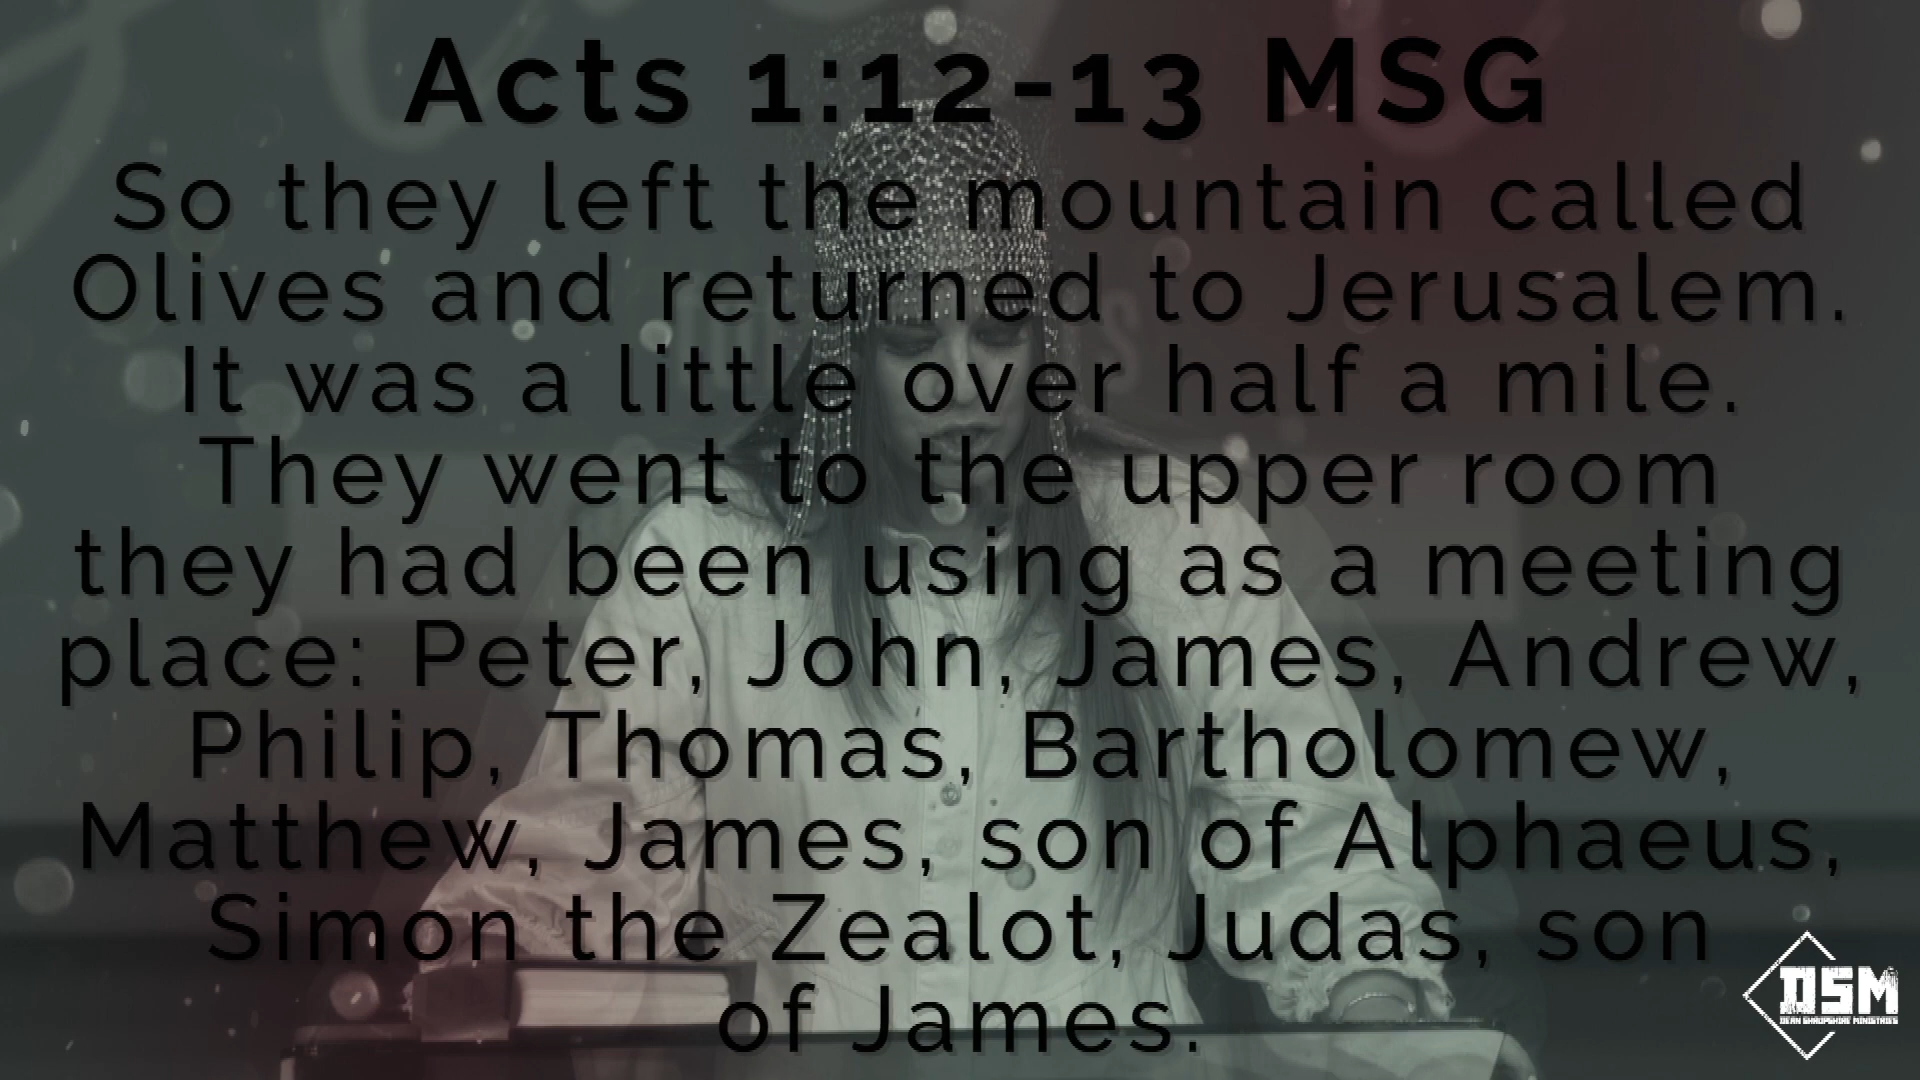 Acts 1:12-13 MSG
So they left the mountain called
Olives and returned to Jerusalem.
It was a little over half a mile.
They went to the upper room
they had been using as a meeting
place: Peter, John, James, Andrew,
Philip, Thomas, Bartholomew,
Matthew, James, son of Alphaeus,
Simon the Zealot, Judas, son
of James.
DSM
DEAN SHROPSHIRE MINISTRIES